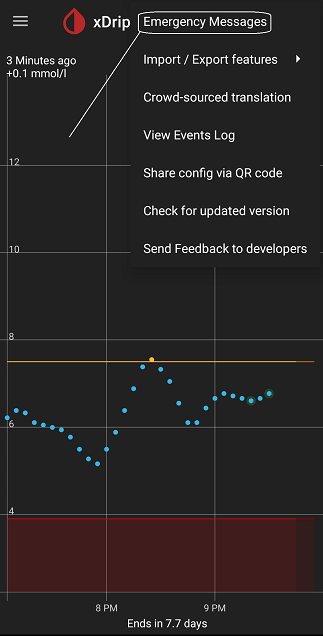 xDrip
Emergency Messages
3 Minutes ago
+0.1 mmol/l
Import / Export features
Crowd-sourced translation
View Events Log
Share config via QR code
Check for updated version
Send Feedback to developers
12
10
8
6
4
8 PM
9 PM
Ends in 7.7 days